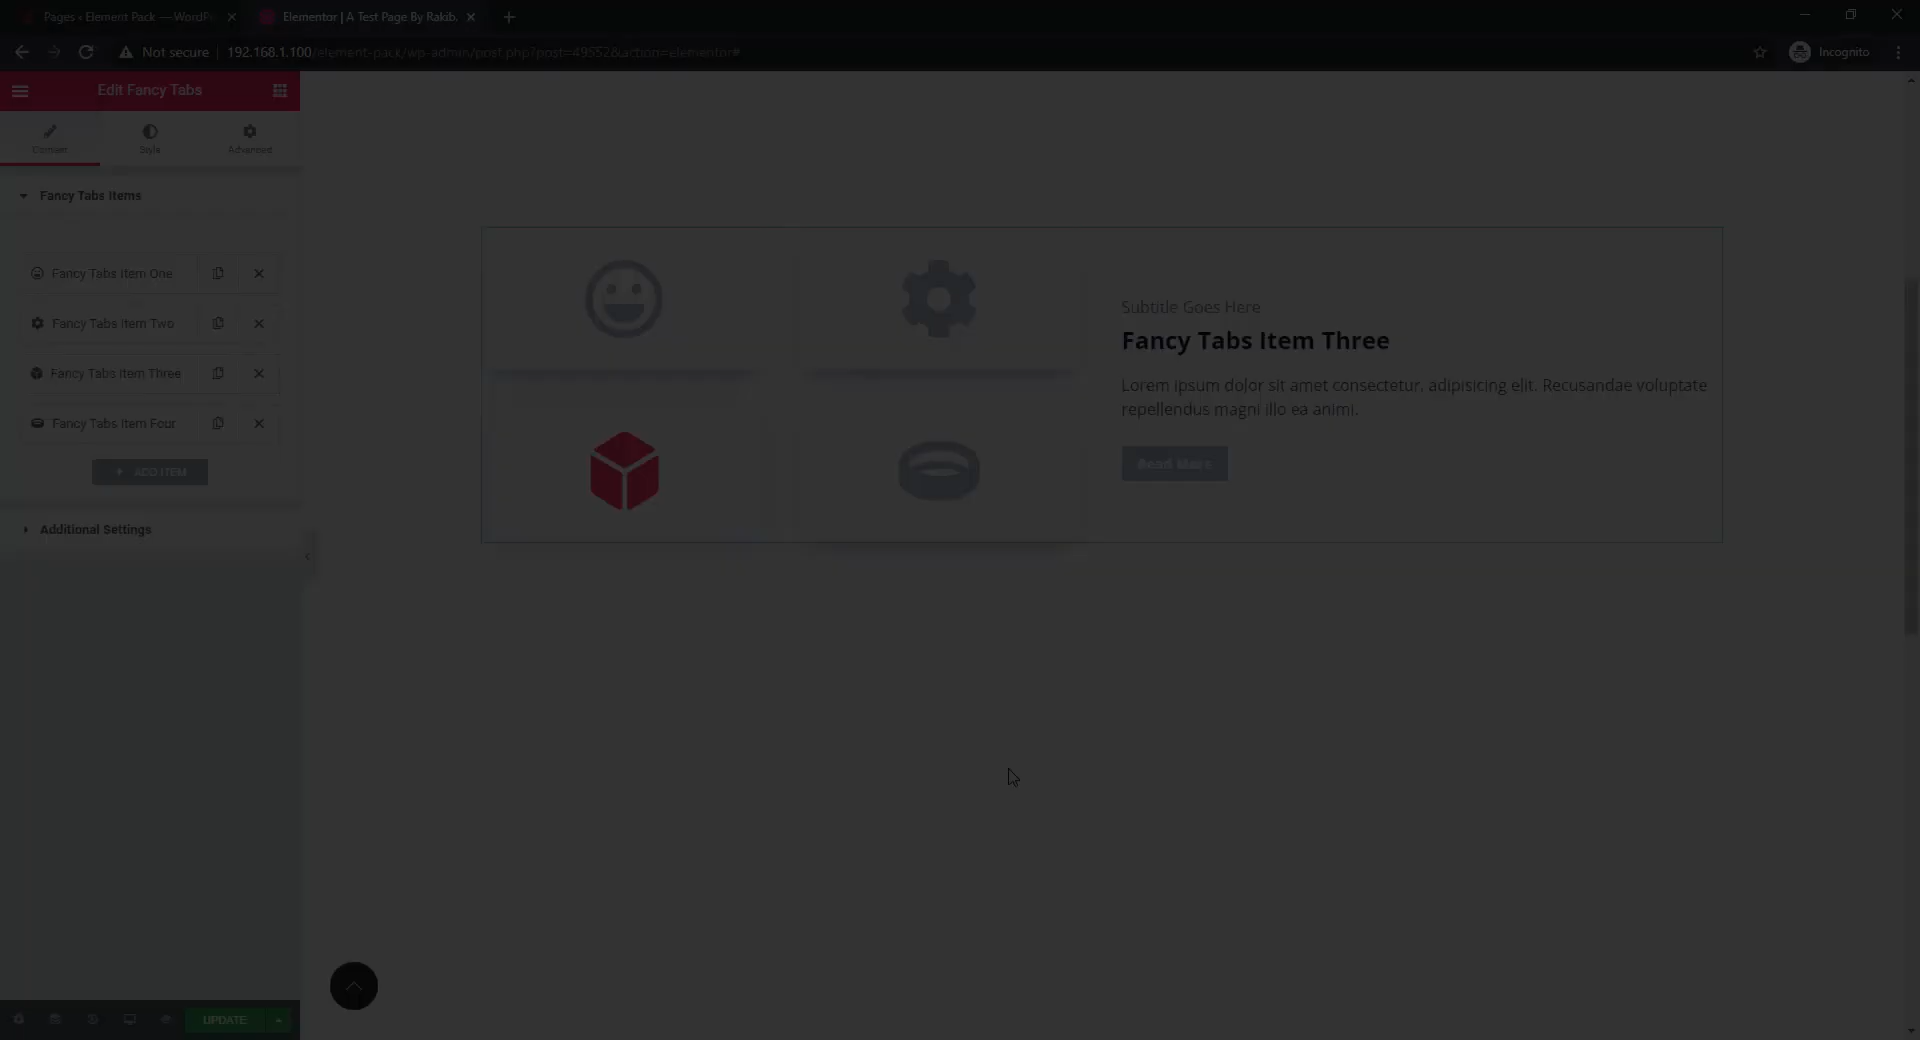 Pages ‹ Element Pack — WordPr
Elementor | A Test Page By Rakib.
Not secure
192.168.1.100/element-pack/wp-admin/post.php?post=49552&action=elementor#
Incognito
Edit Fancy Tabs
Content
Style
Advanced
Fancy Tabs Items
Fancy Tabs Item One
Fancy Tabs Item Two
Fancy Tabs Item Three
Fancy Tabs Item Four
ADD ITEM
Additional Settings
UPDATE
Subtitle Goes Here
Fancy Tabs Item Three
Lorem ipsum dolor sit amet consectetur, adipisicing elit. Recusandae voluptate
repellendus magni illo ea animi.
Read More